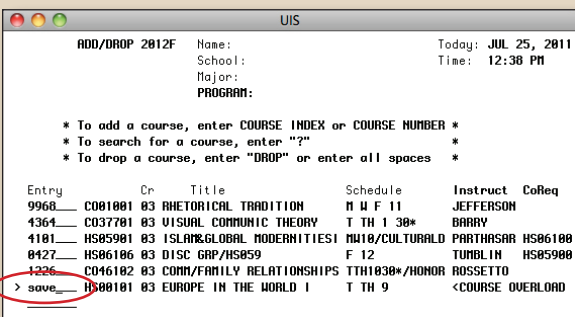 UIS
ADD/DROP 2012F Name: Today: JUL 25, 2011
School: Time: 12:38 PM
Major:
PROGRAM:
* To add a course, enter COURSE INDEX or COURSE NUMBER *
* To search for a course, enter "?" *
* To drop a course, enter "DROP" or enter all spaces *
Entry Cr Title Schedule Instruct CoReq
9968___ CO01001 03 RHETORICAL TRADITION M W F 11 JEFFERSON
4364___ CO37701 03 VISUAL COMMUNIC THEORY T TH 1 30* BARRY
4101___ HS05901 03 ISLAM&GLOBAL MODERNITIESI MW10/CULTURALD PARTHASAR HS06100
0427___ HS06106 03 DISC GRP/HS059 F 12 TUMBLIN HS05900
1226___ CO46102 03 COMM/FAMILY RELATIONSHIPS TTH1030*/HONOR ROSSETTO
> save___ HS00101 03 EUROPE IN THE WORLD I T TH 9 <COURSE OVERLOAD